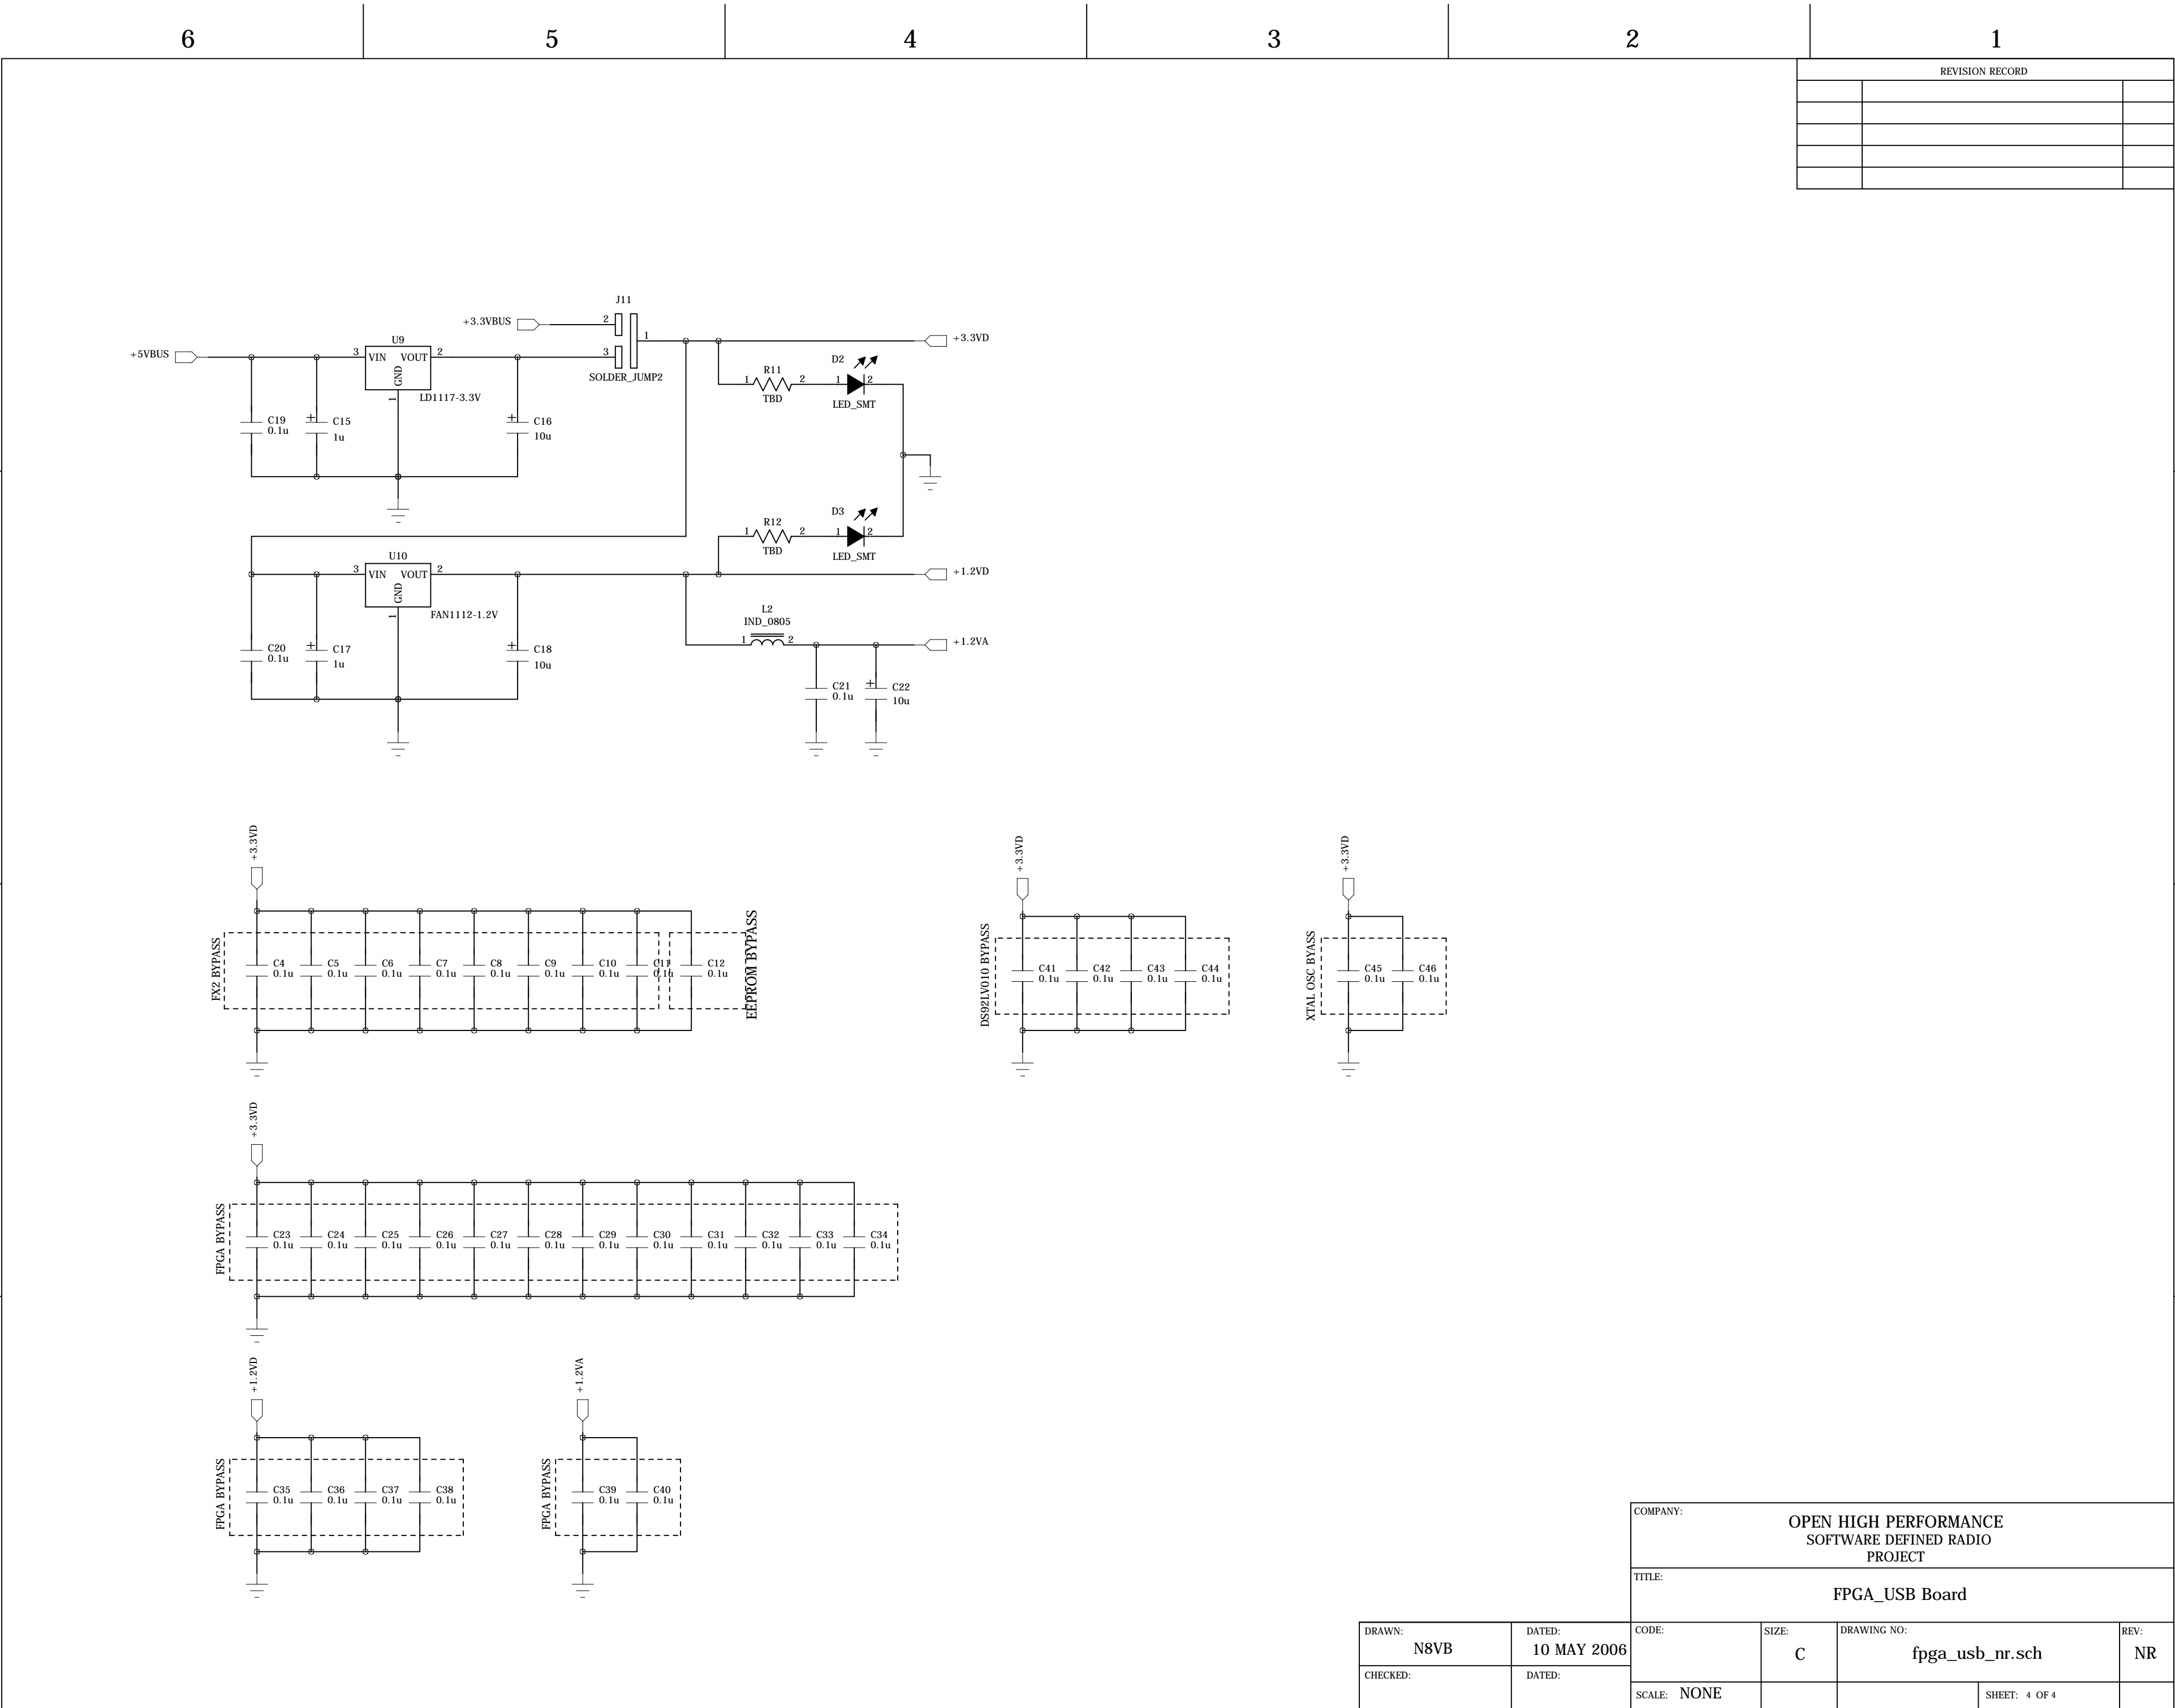 6 5 4 3 2 1
REVISION RECORD
J11
+3.3VBUS 2
1
+3.3VD
+5VBUS
U9
3 VIN VOUT 2
GND
1
LD1117-3.3V
3
SOLDER_JUMP2
D2
R11
1 2 1 2
TBD
LED_SMT
C19
0.1u
+ C15
1u
+ C16
10u
D3
R12
1 2 1 2
TBD
LED_SMT
U10
3 VIN VOUT 2
GND
1
FAN1112-1.2V
+1.2VD
L2
IND_0805
1 2
+1.2VA
C20
0.1u
+ C17
1u
+ C18
10u
C21
0.1u
+ C22
10u
+3.3VD
FX2 BYPASS
C4
0.1u
C5
0.1u
C6
0.1u
C7
0.1u
C8
0.1u
C9
0.1u
C10
0.1u
C11
0.1u
C12
0.1u
EEPROM BYPASS
+3.3VD
DS92LV010 BYPASS
C41
0.1u
C42
0.1u
C43
0.1u
C44
0.1u
+3.3VD
XTAL OSC BYASS
C45
0.1u
C46
0.1u
+3.3VD
FPGA BYPASS
C23
0.1u
C24
0.1u
C25
0.1u
C26
0.1u
C27
0.1u
C28
0.1u
C29
0.1u
C30
0.1u
C31
0.1u
C32
0.1u
C33
0.1u
C34
0.1u
+1.2VD
FPGA BYPASS
C35
0.1u
C36
0.1u
C37
0.1u
C38
0.1u
+1.2VA
FPGA BYPASS
C39
0.1u
C40
0.1u
COMPANY:
OPEN HIGH PERFORMANCE
SOFTWARE DEFINED RADIO
PROJECT
TITLE:
FPGA_USB Board
DRAWN:
N8VB
DATED:
10 MAY 2006
CODE:
SIZE:
C
DRAWING NO:
fpga_usb_nr.sch
REV:
NR
CHECKED:
DATED:
SCALE: NONE
SHEET: 4 OF 4